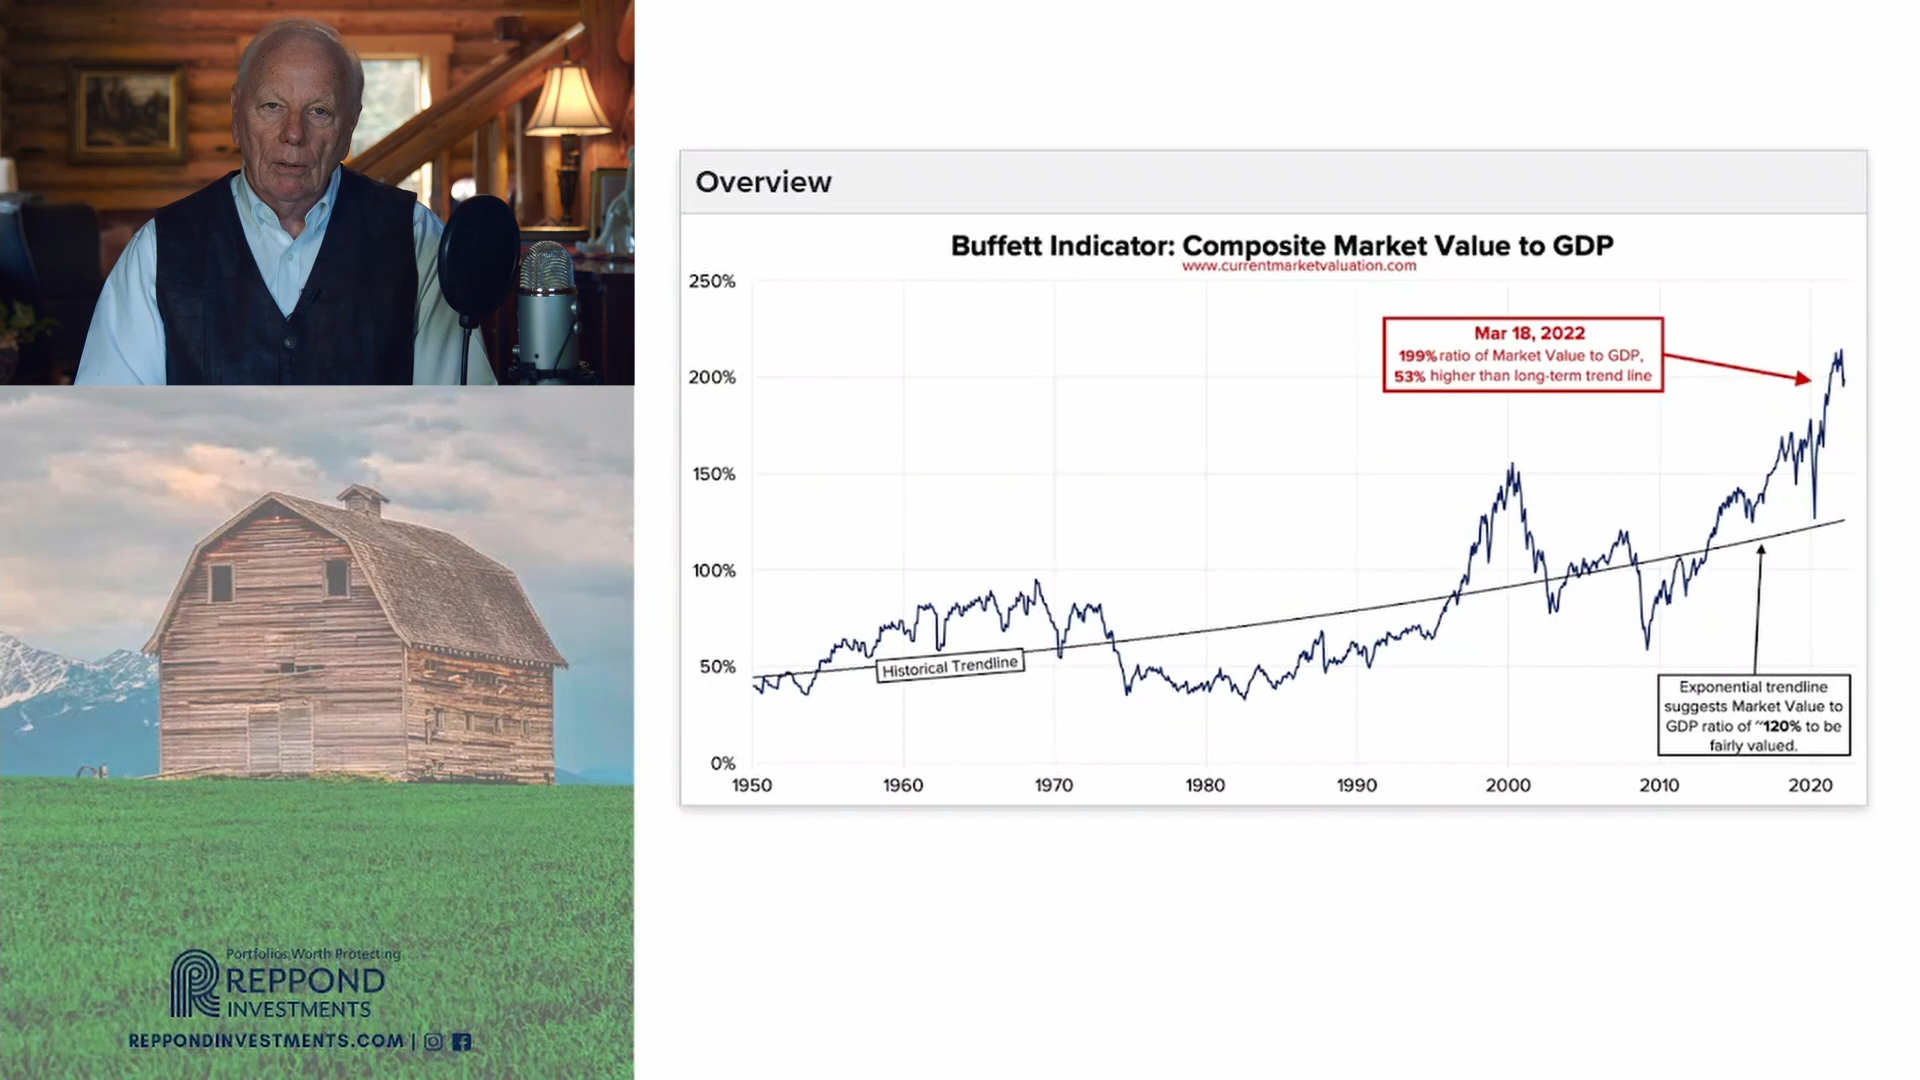 Overview
Buffett Indicator: Composite Market Value to GDP
www.currentmarketvaluation.com
250%
200%
150%
100%
50%
0%
1950
1960
1970
1980
1990
2000
2010
2020
Mar 18, 2022
199% ratio of Market Value to GDP,
53% higher than long-term trend line
Historical Trendline
Exponential trendline
suggests Market Value to
GDP ratio of ~120% to be
fairly valued.
Portfolios Worth Protecting
REPPOND
INVESTMENTS
REPPONDINVESTMENTS.COM |